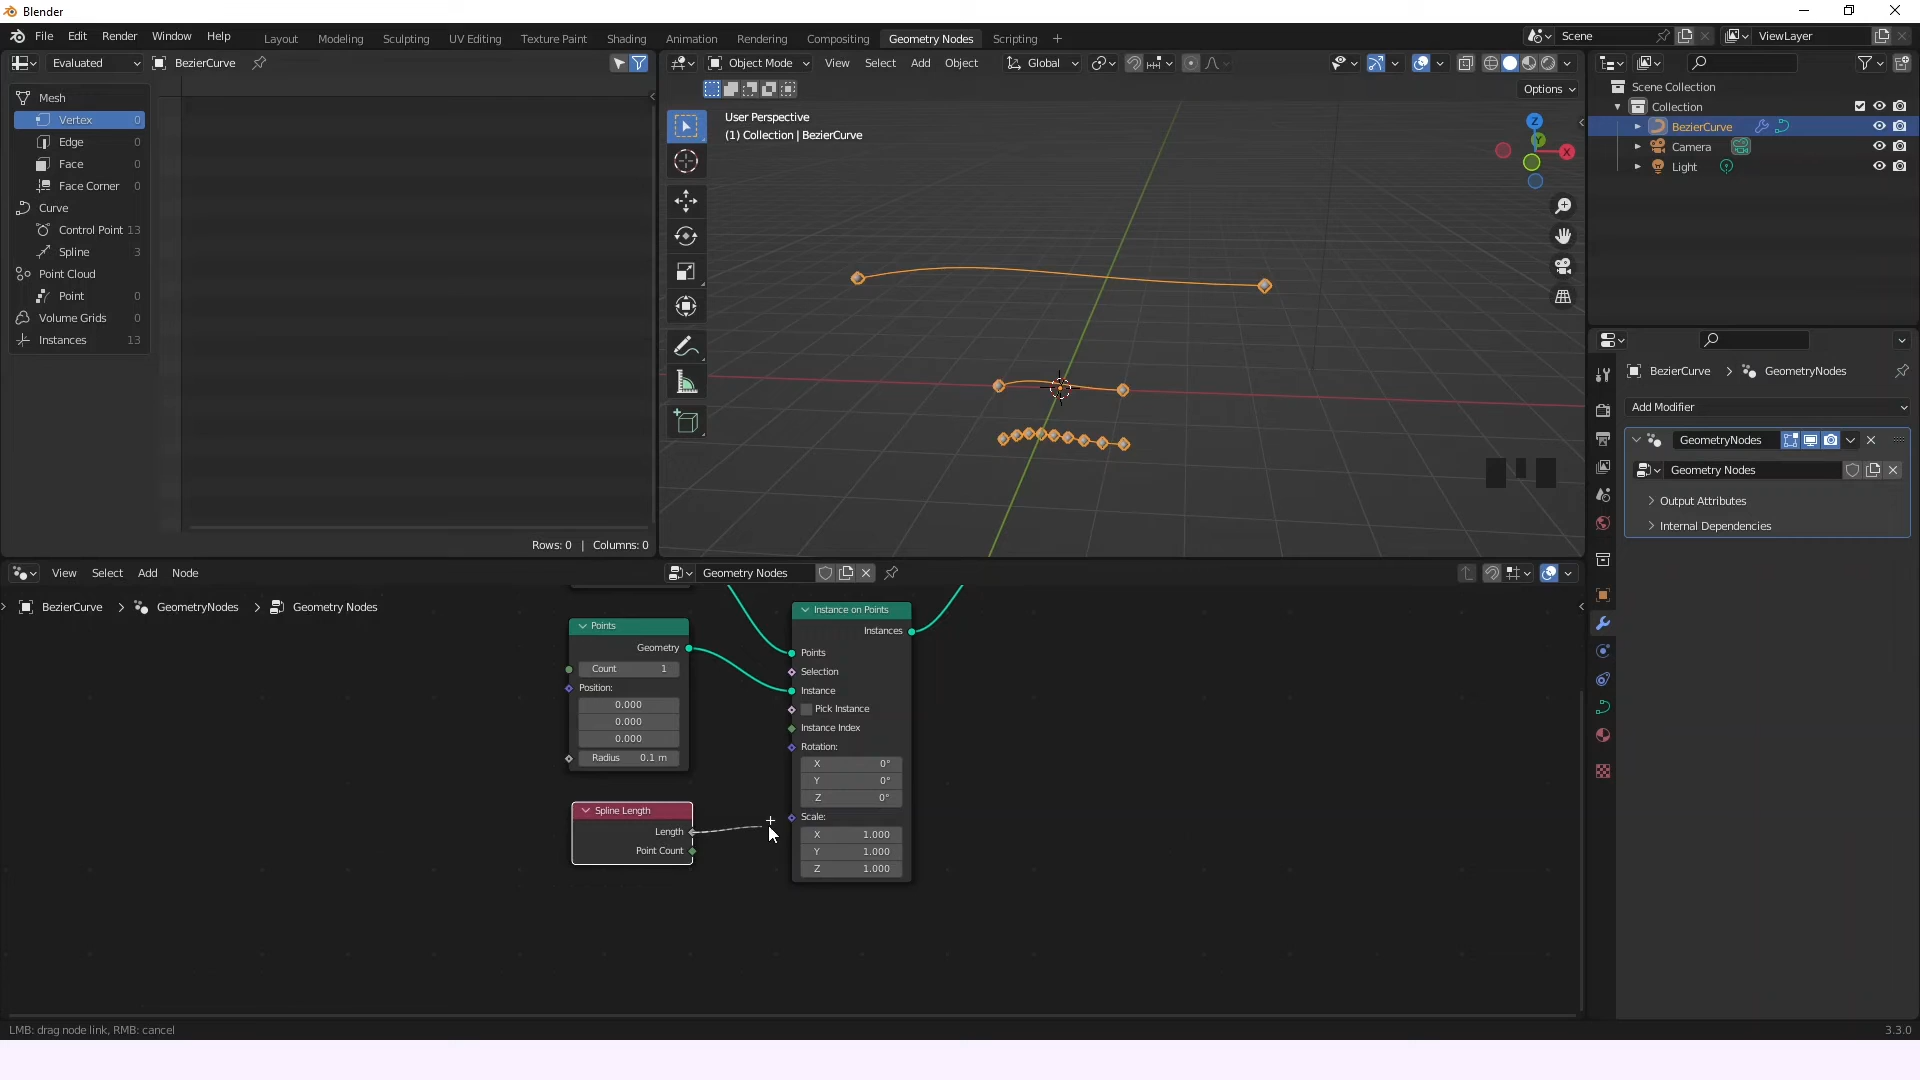 Blender
File Edit Render Window Help
Layout Modeling Sculpting UV Editing Texture Paint Shading Animation Rendering Compositing Geometry Nodes Scripting +
Scene
ViewLayer
Evaluated
BezierCurve
Object Mode
View Select Add Object
Global
Options
Mesh
Vertex 0
Edge 0
Face 0
Face Corner 0
Curve
Control Point 13
Spline 3
Point Cloud
Point 0
Volume Grids 0
Instances 13
Rows: 0 | Columns: 0
User Perspective
(1) Collection | BezierCurve
Z
X
Scene Collection
Collection
BezierCurve
Camera
Light
BezierCurve > GeometryNodes
Add Modifier
GeometryNodes
Geometry Nodes
Output Attributes
Internal Dependencies
View Select Add Node
Geometry Nodes
BezierCurve > GeometryNodes > Geometry Nodes
Points
Geometry
Count 1
Position:
0.000
0.000
0.000
Radius 0.1 m
Spline Length
Length
Point Count
Instance on Points
Instances
Points
Selection
Instance
Pick Instance
Instance Index
Rotation:
X 0°
Y 0°
Z 0°
Scale:
X 1.000
Y 1.000
Z 1.000
LMB: drag node link, RMB: cancel
3.3.0